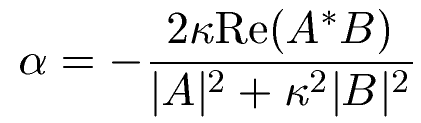 α = − 2κRe(A*B) / |A|² + κ²|B|²